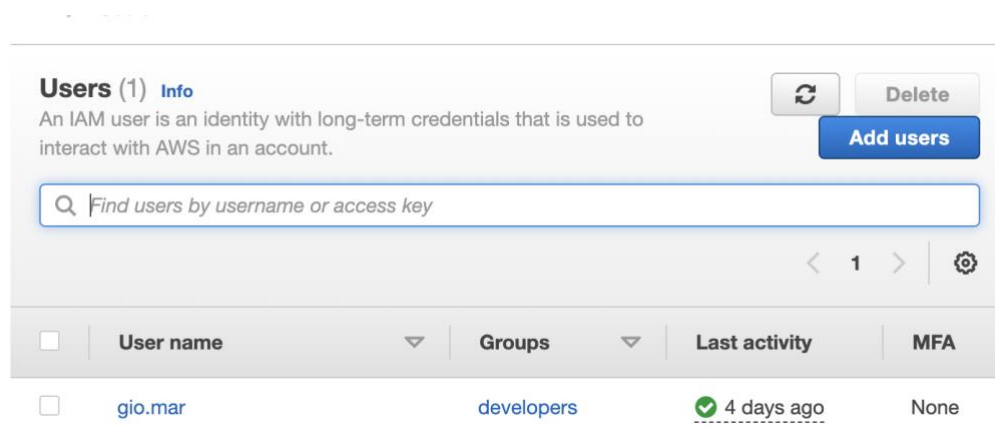 Users (1) Info
Delete
An IAM user is an identity with long-term credentials that is used to
interact with AWS in an account.
Add users
Find users by username or access key
1
User name Groups Last activity MFA
gio.mar developers 4 days ago None